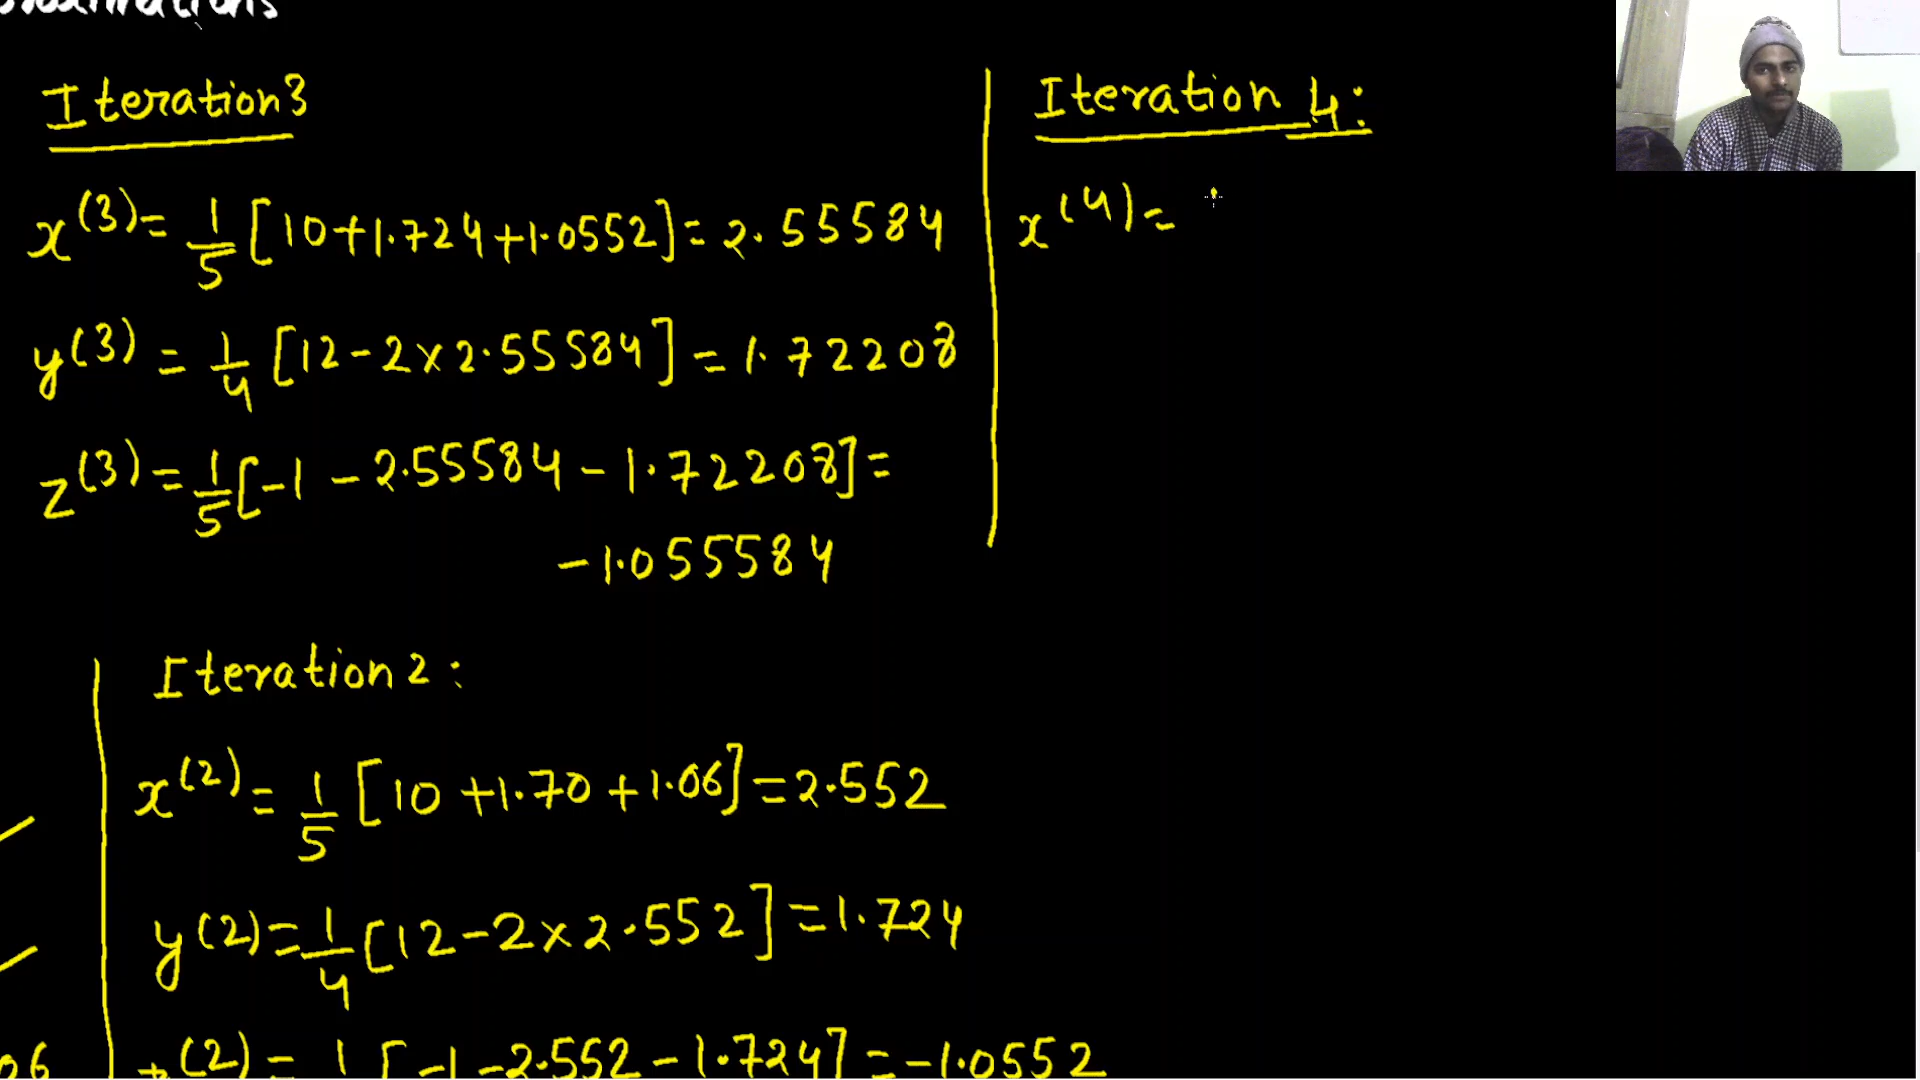 Iteration 3
x^(3) = 1/5 [10+1.724+1.0552] = 2.55584
y^(3) = 1/4 [12-2×2.55584] = 1.72208
z^(3) = 1/5 [-1 - 2.55584 - 1.72208] =
-1.055584
Iteration 4:
x^(4) =
Iteration 2:
x^(2) = 1/5 [10 +1.70 + 1.06] = 2.552
y^(2) = 1/4 [12-2×2.552] = 1.724
06
z^(2) = 1 [-1 -2.552 - 1.724] = -1.0552